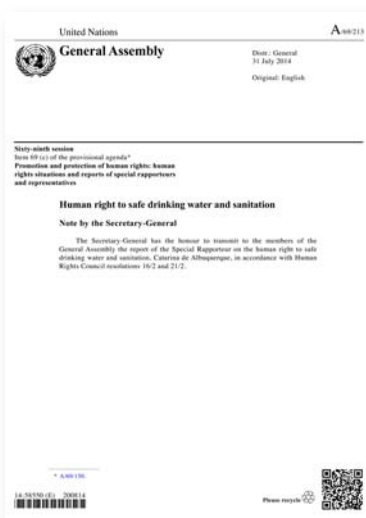 United Nations
A/69/213
General Assembly
Distr.: General
31 July 2014
Original: English
Sixty-ninth session
Item 69 (c) of the provisional agenda*
Promotion and protection of human rights: human
rights situations and reports of special rapporteurs
and representatives
Human right to safe drinking water and sanitation
Note by the Secretary-General
The Secretary-General has the honour to transmit to the members of the
General Assembly the report of the Special Rapporteur on the human right to safe
drinking water and sanitation, Catarina de Albuquerque, in accordance with Human
Rights Council resolutions 16/2 and 21/2.
* A/69/150.
14-58550 (E) 200814
Please recycle